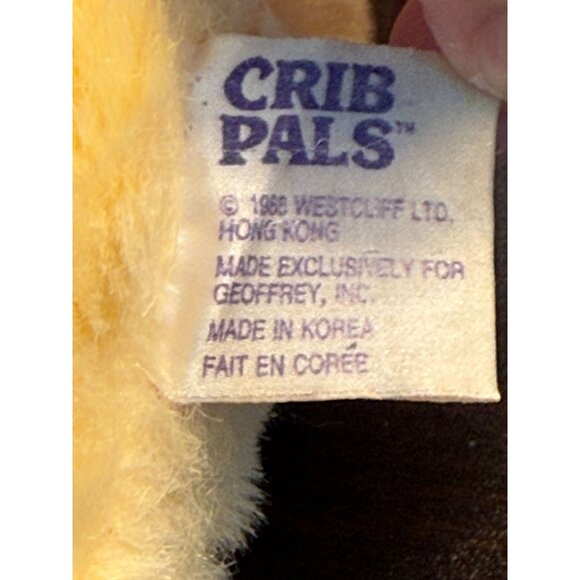 CRIB
PALS™
© 1988 WESTCLIFF LTD.
HONG KONG
MADE EXCLUSIVELY FOR
GEOFFREY, INC.
MADE IN KOREA
FAIT EN CORÉE